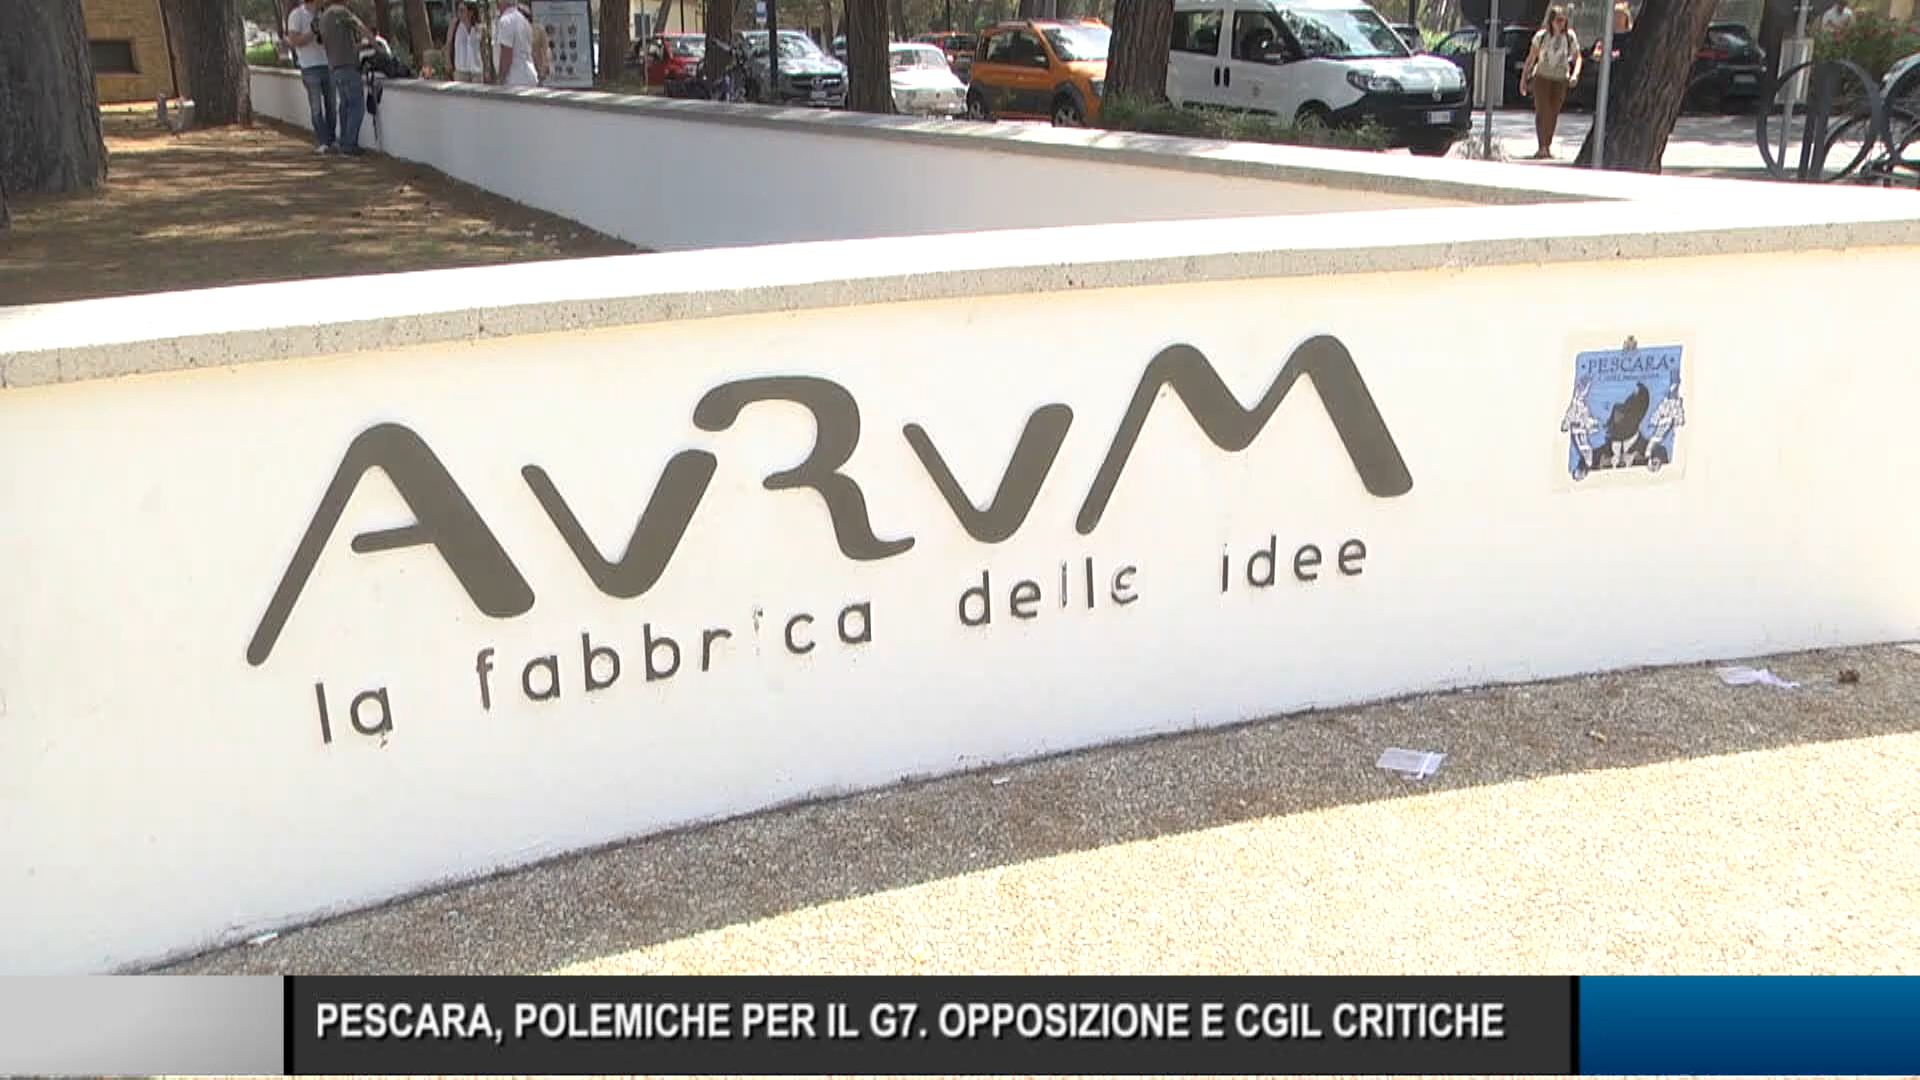 AVRVM
la fabbrica delle idee
PESCARA
PESCARA, POLEMICHE PER IL G7. OPPOSIZIONE E CGIL CRITICHE